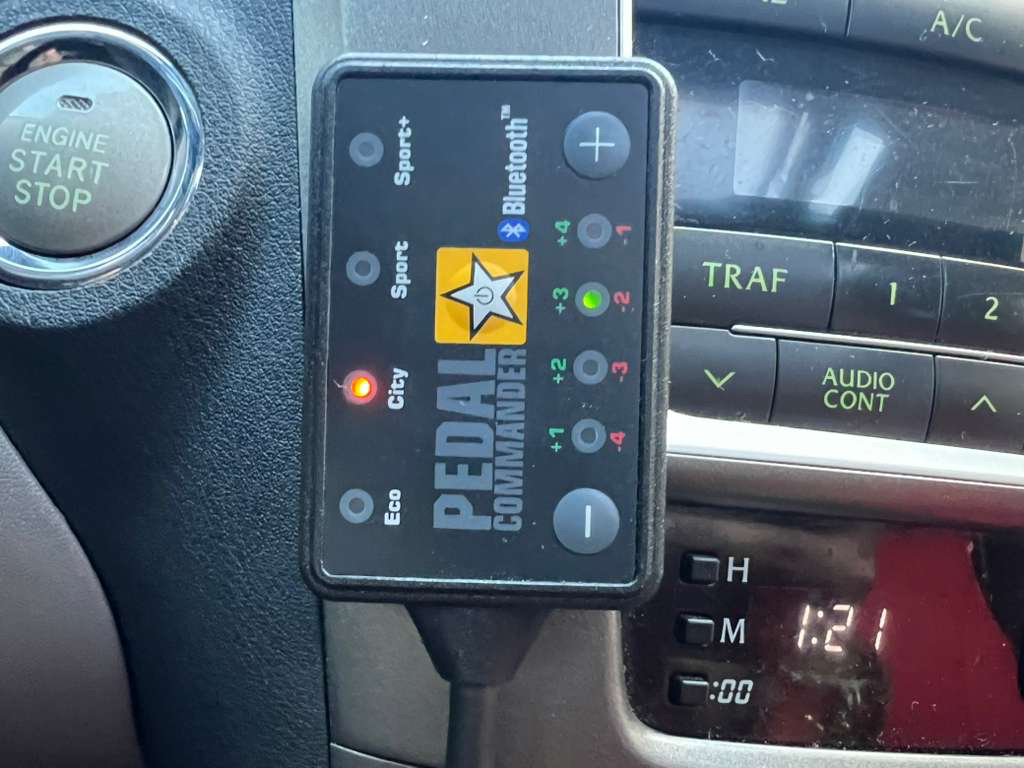 ENGINE
START
STOP
Sport+
Sport
City
Eco
PEDAL
COMMANDER
Bluetooth™
+4
-1
+3
-2
+2
-3
+1
-4
A/C
TRAF
1
2
AUDIO
CONT
H
M
:00
1:21